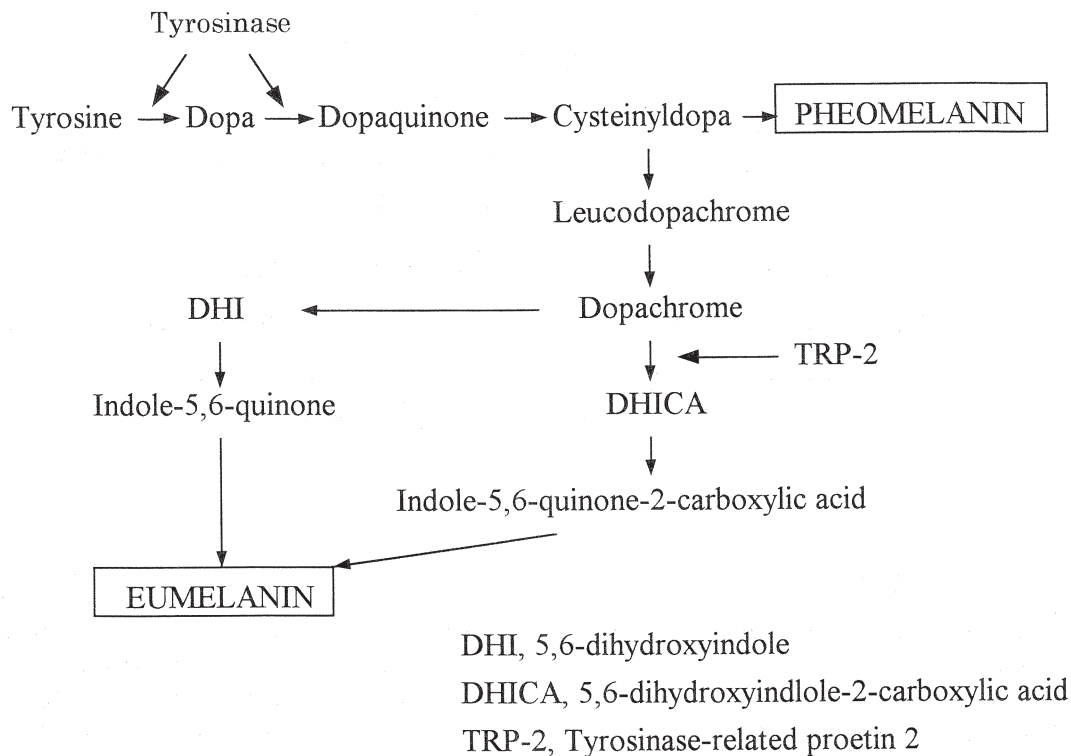 Tyrosinase
Tyrosine Dopa Dopaquinone Cysteinyldopa PHEOMELANIN
Leucodopachrome
DHI Dopachrome
TRP-2
Indole-5,6-quinone DHICA
Indole-5,6-quinone-2-carboxylic acid
EUMELANIN
DHI, 5,6-dihydroxyindole
DHICA, 5,6-dihydroxyindlole-2-carboxylic acid
TRP-2, Tyrosinase-related proetin 2